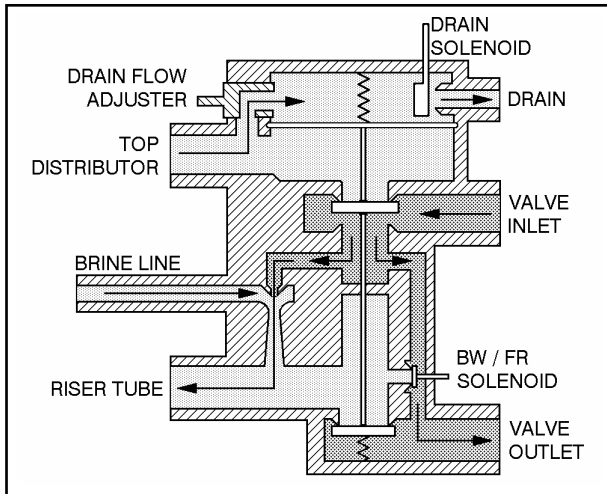 DRAIN
SOLENOID
DRAIN FLOW
ADJUSTER
DRAIN
TOP
DISTRIBUTOR
VALVE
INLET
BRINE LINE
BW / FR
SOLENOID
RISER TUBE
VALVE
OUTLET